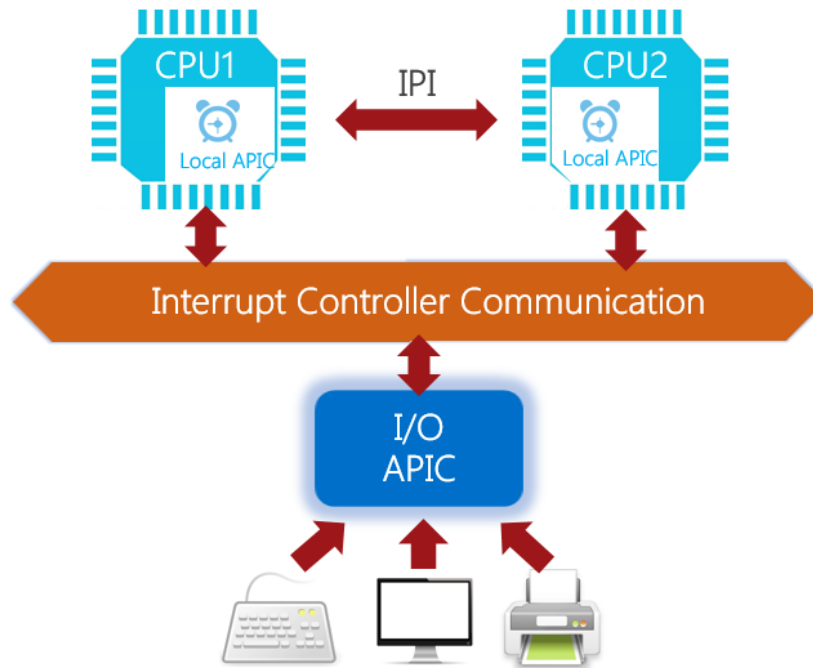 CPU1
CPU2
IPI
Local APIC
Local APIC
Interrupt Controller Communication
I/O
APIC